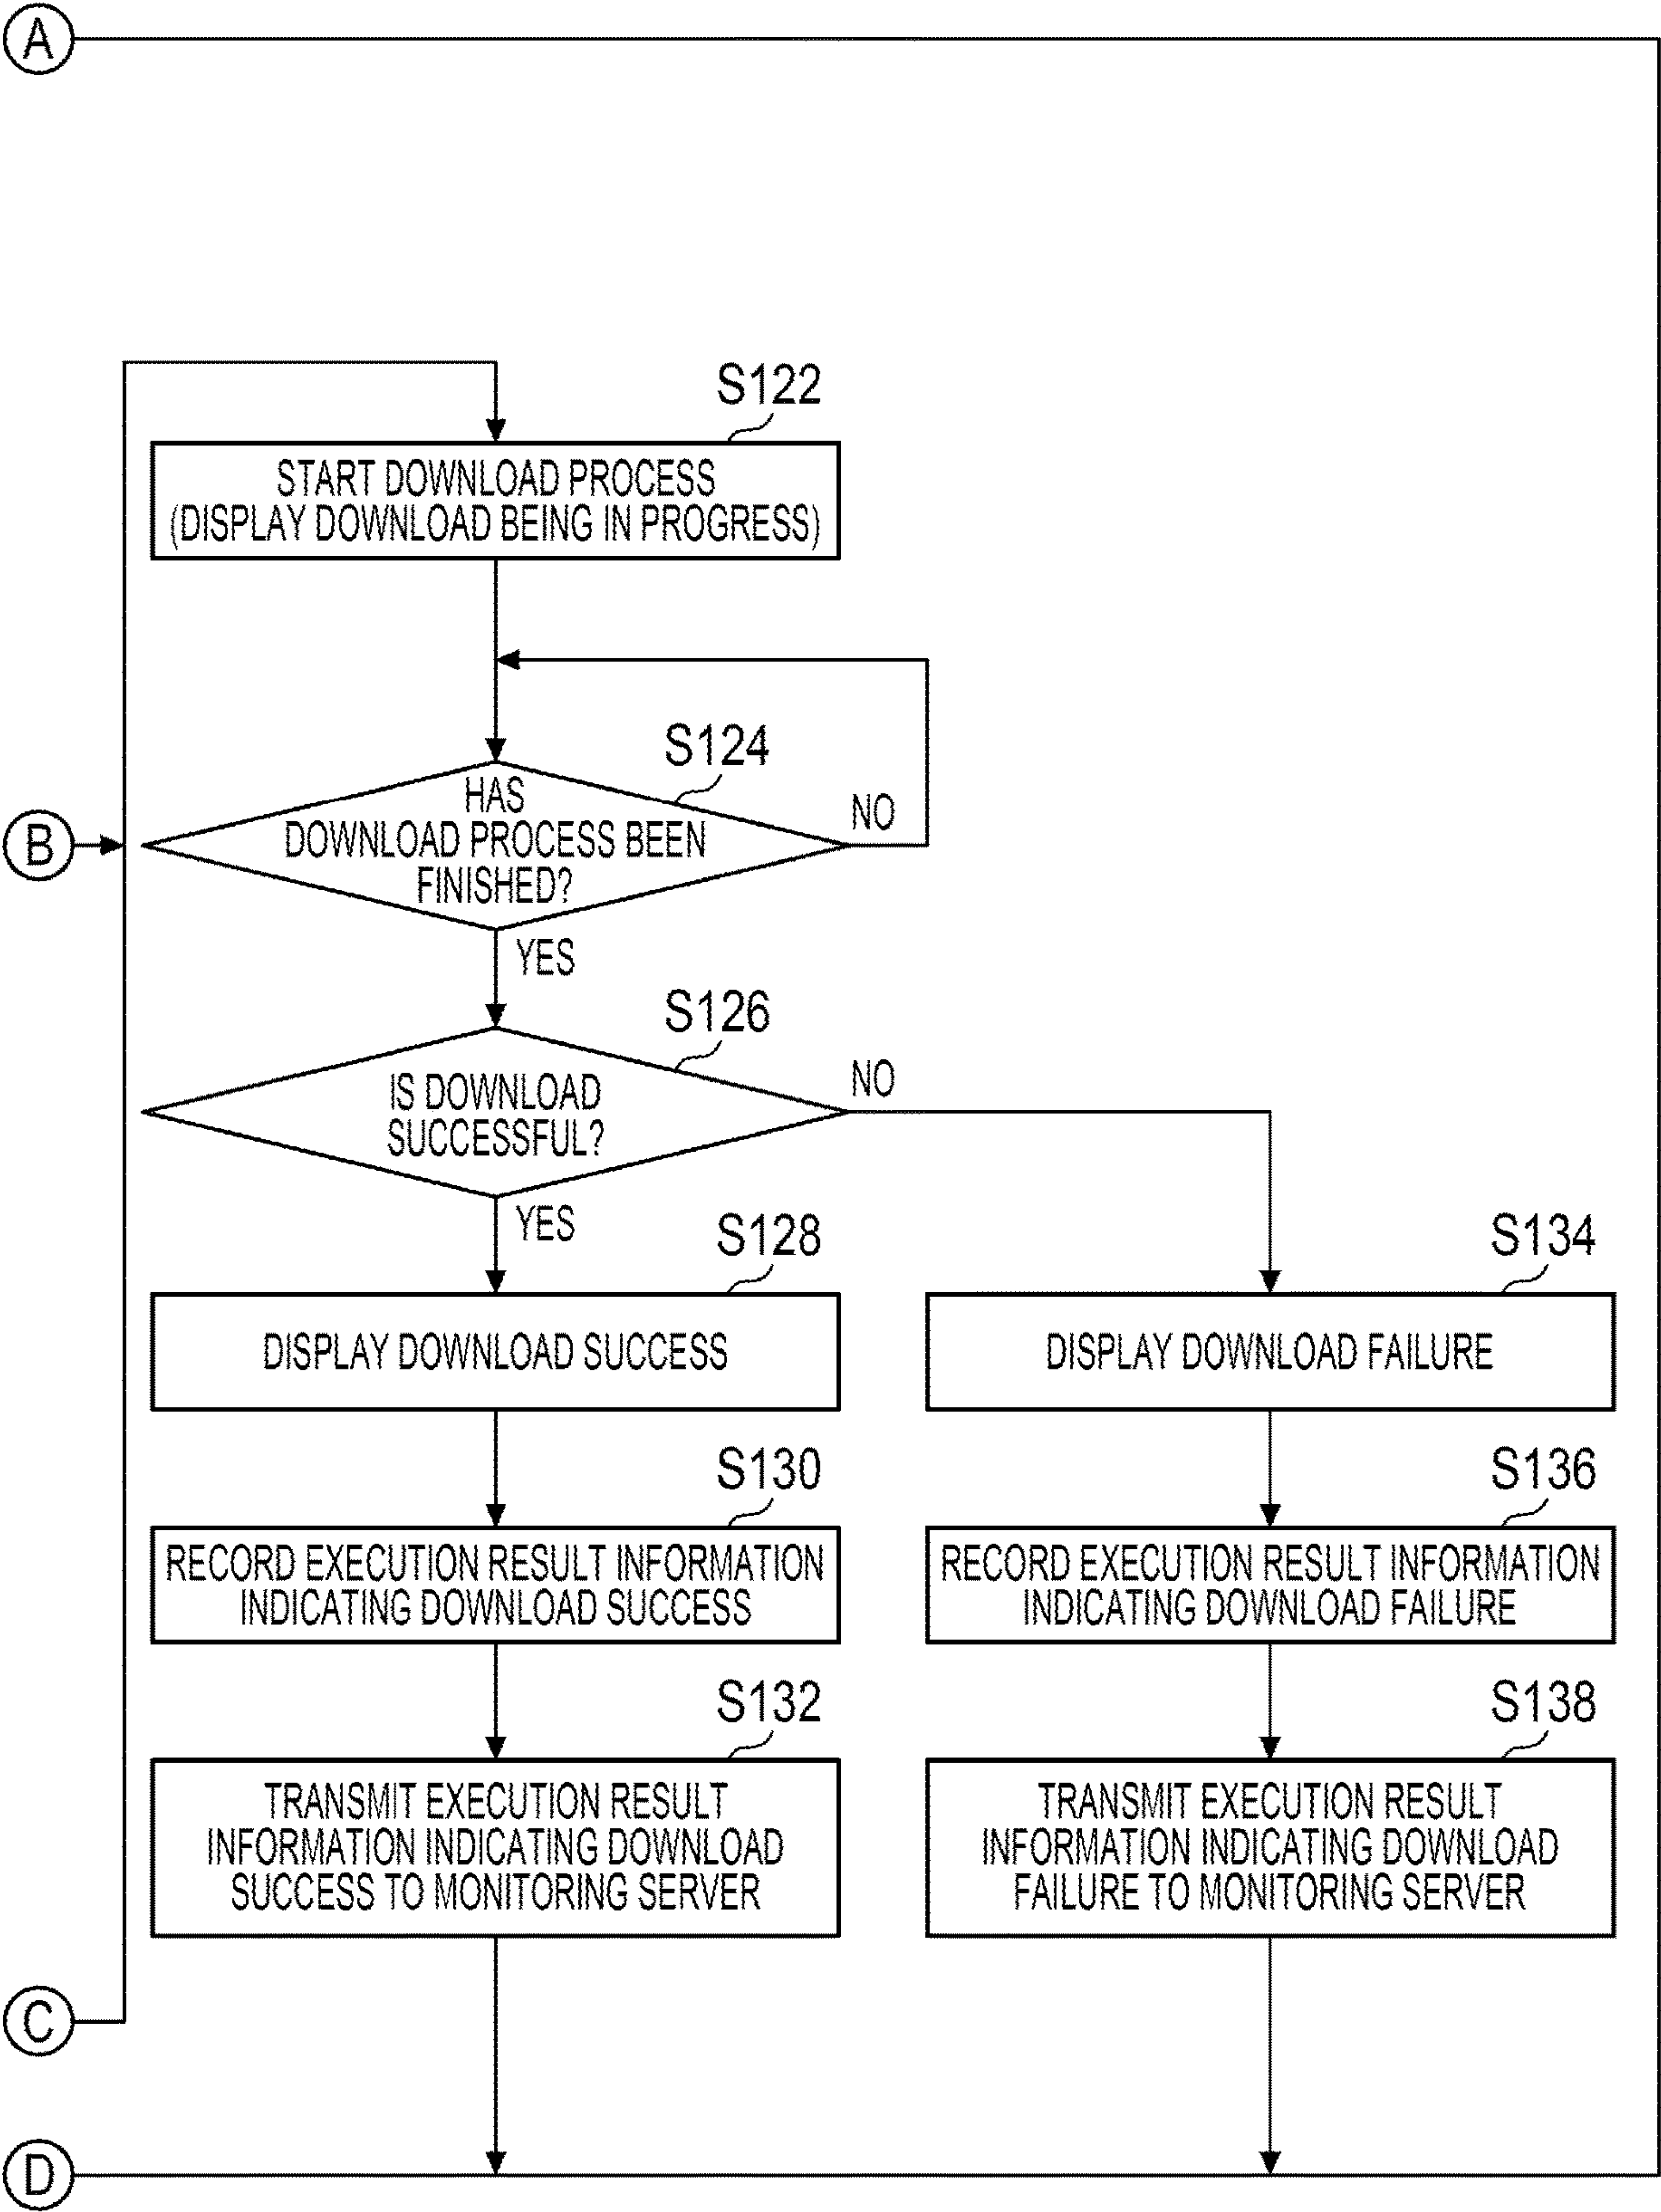 A
S122
START DOWNLOAD PROCESS
(DISPLAY DOWNLOAD BEING IN PROGRESS)
S124
HAS
DOWNLOAD PROCESS BEEN
FINISHED?
NO
B
YES
S126
IS DOWNLOAD
SUCCESSFUL?
NO
YES
S128
DISPLAY DOWNLOAD SUCCESS
S134
DISPLAY DOWNLOAD FAILURE
S130
RECORD EXECUTION RESULT INFORMATION
INDICATING DOWNLOAD SUCCESS
S136
RECORD EXECUTION RESULT INFORMATION
INDICATING DOWNLOAD FAILURE
S132
TRANSMIT EXECUTION RESULT
INFORMATION INDICATING DOWNLOAD
SUCCESS TO MONITORING SERVER
S138
TRANSMIT EXECUTION RESULT
INFORMATION INDICATING DOWNLOAD
FAILURE TO MONITORING SERVER
C
D